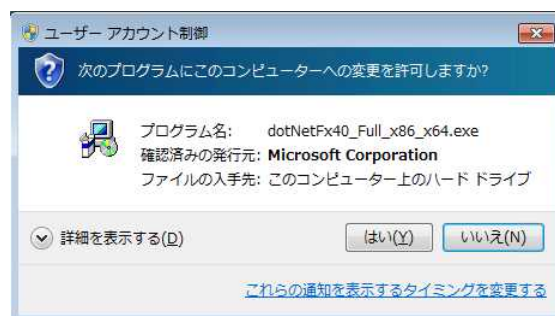 ユーザー アカウント制御
次のプログラムにこのコンピューターへの変更を許可しますか?
プログラム名: dotNetFx40_Full_x86_x64.exe
確認済みの発行元: Microsoft Corporation
ファイルの入手先: このコンピューター上のハード ドライブ
詳細を表示する(D) はい(Y) いいえ(N)
これらの通知を表示するタイミングを変更する